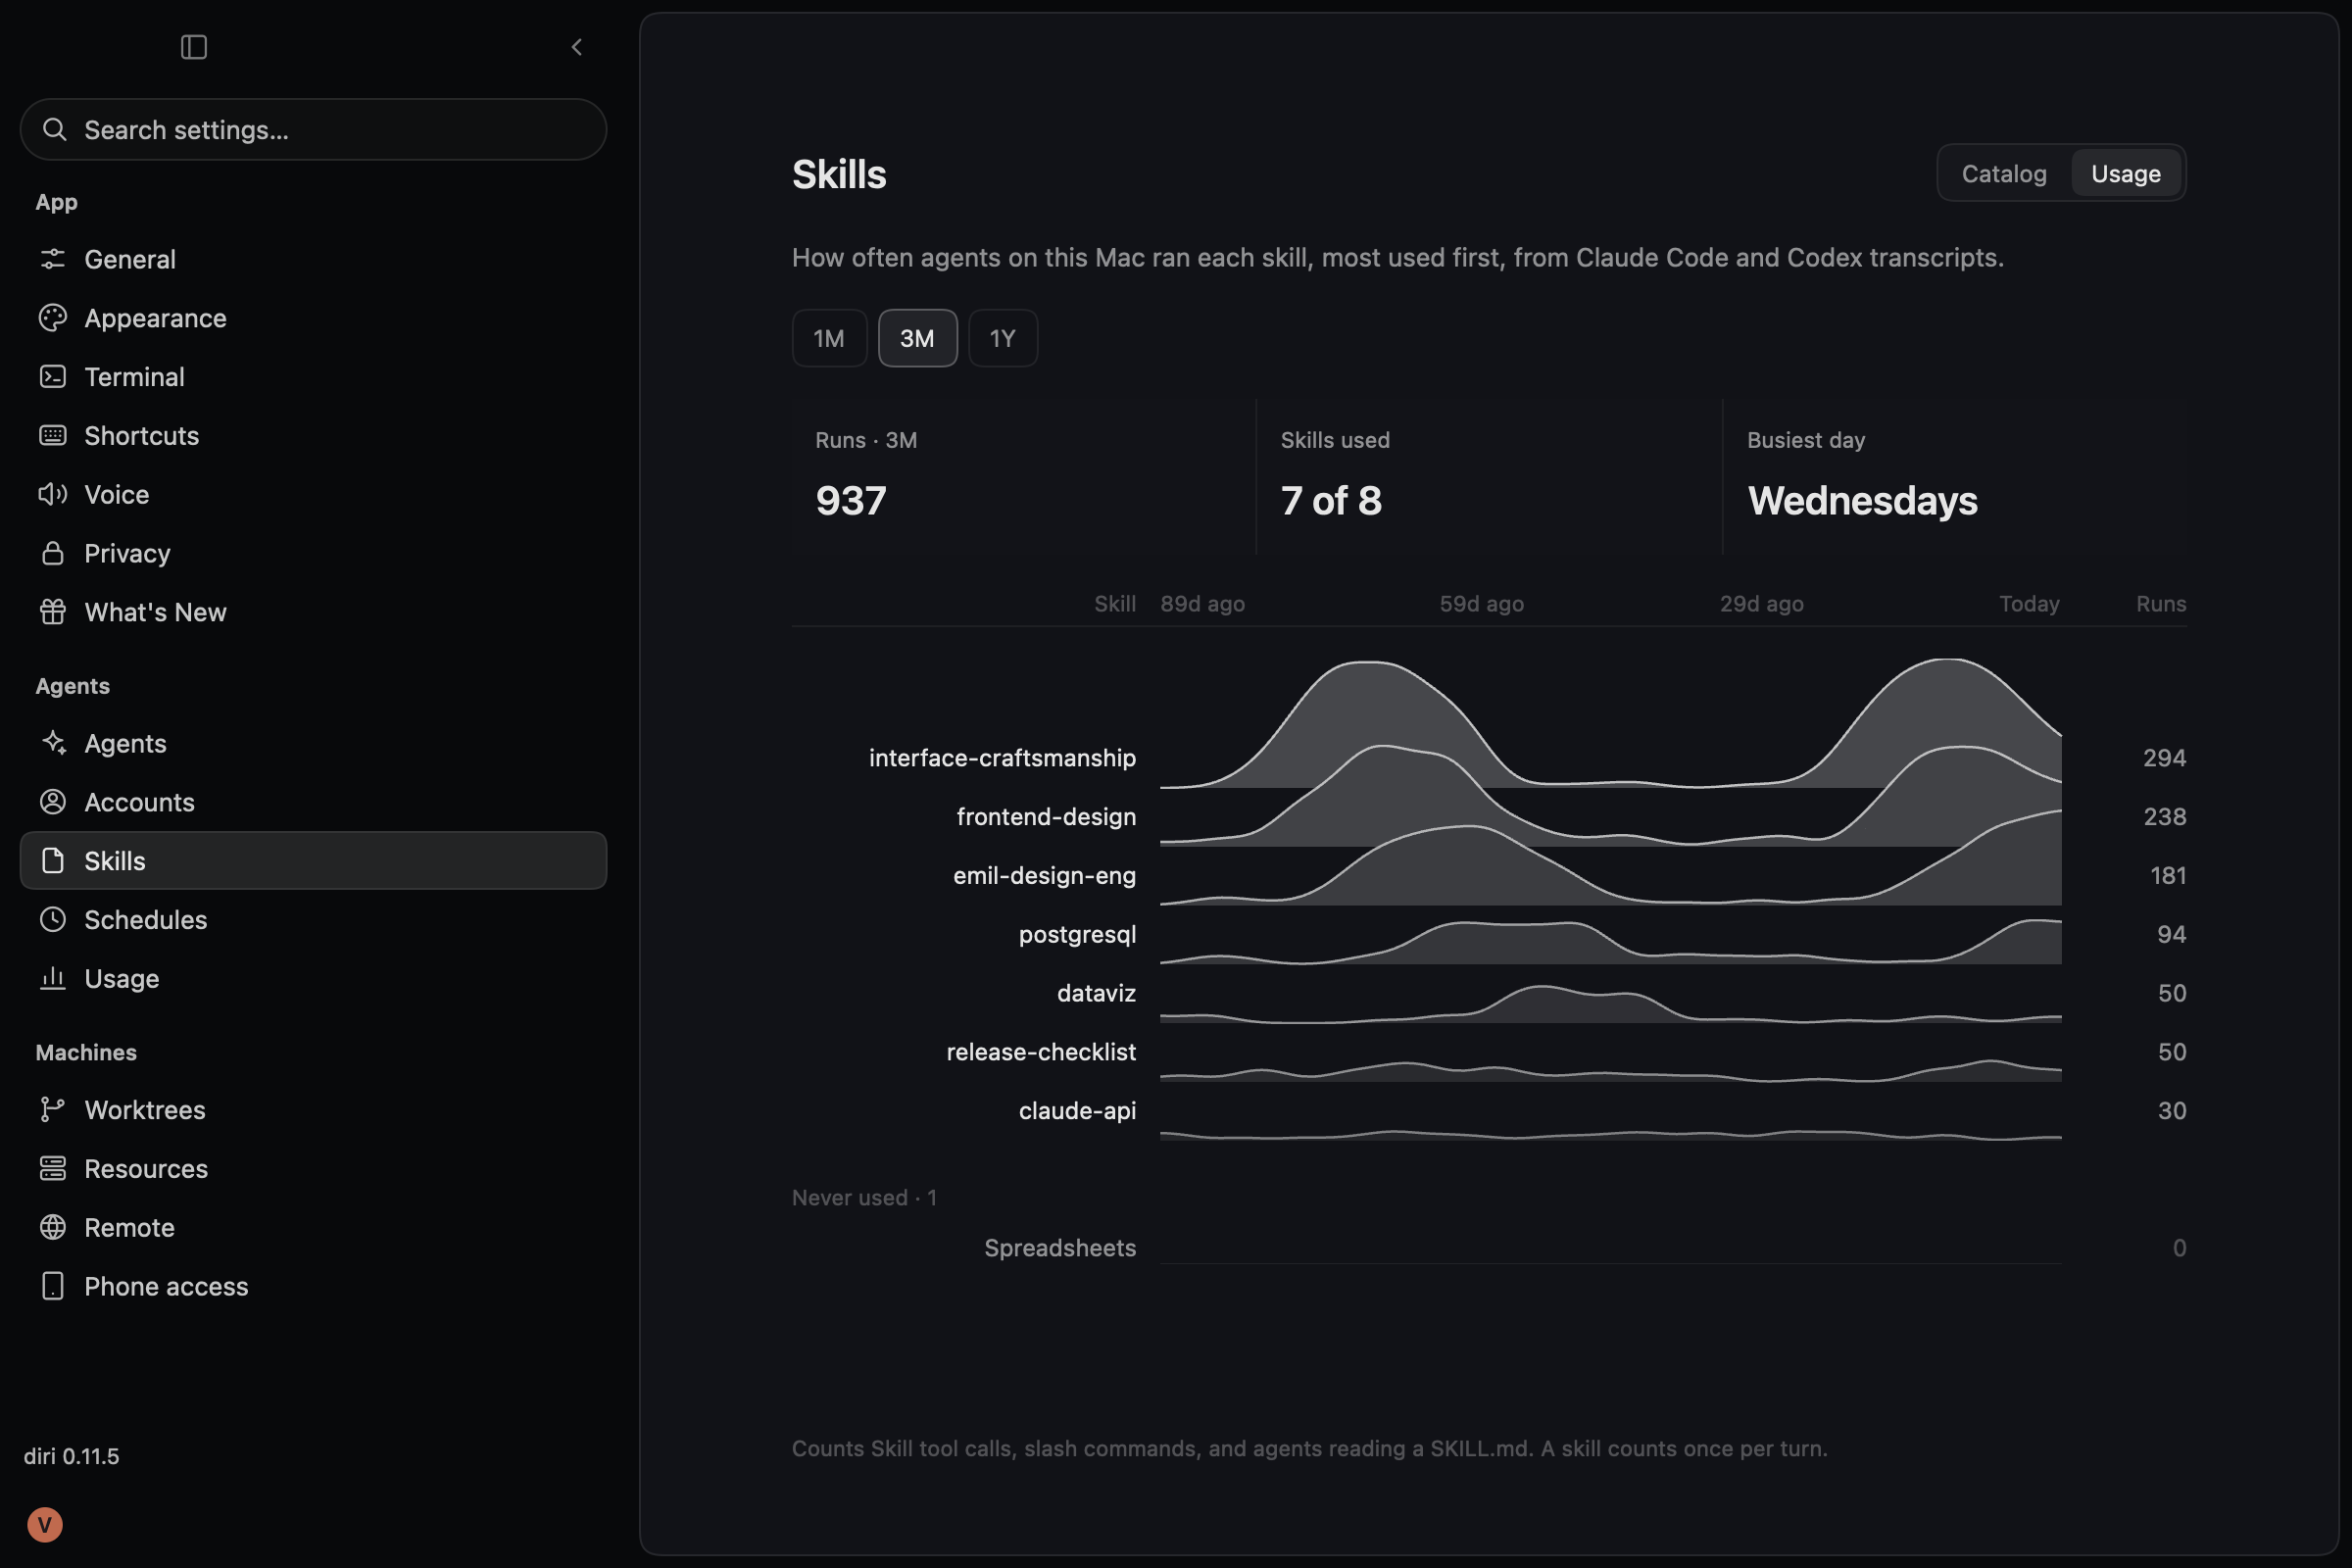 Search settings...
App
General
Appearance
Terminal
Shortcuts
Voice
Privacy
What's New
Agents
Agents
Accounts
Skills
Schedules
Usage
Machines
Worktrees
Resources
Remote
Phone access
diri 0.11.5
V
Skills
Catalog Usage
How often agents on this Mac ran each skill, most used first, from Claude Code and Codex transcripts.
1M 3M 1Y
Runs · 3M Skills used Busiest day
937 7 of 8 Wednesdays
Skill 89d ago 59d ago 29d ago Today Runs
interface-craftsmanship 294
frontend-design 238
emil-design-eng 181
postgresql 94
dataviz 50
release-checklist 50
claude-api 30
Never used · 1
Spreadsheets 0
Counts Skill tool calls, slash commands, and agents reading a SKILL.md. A skill counts once per turn.